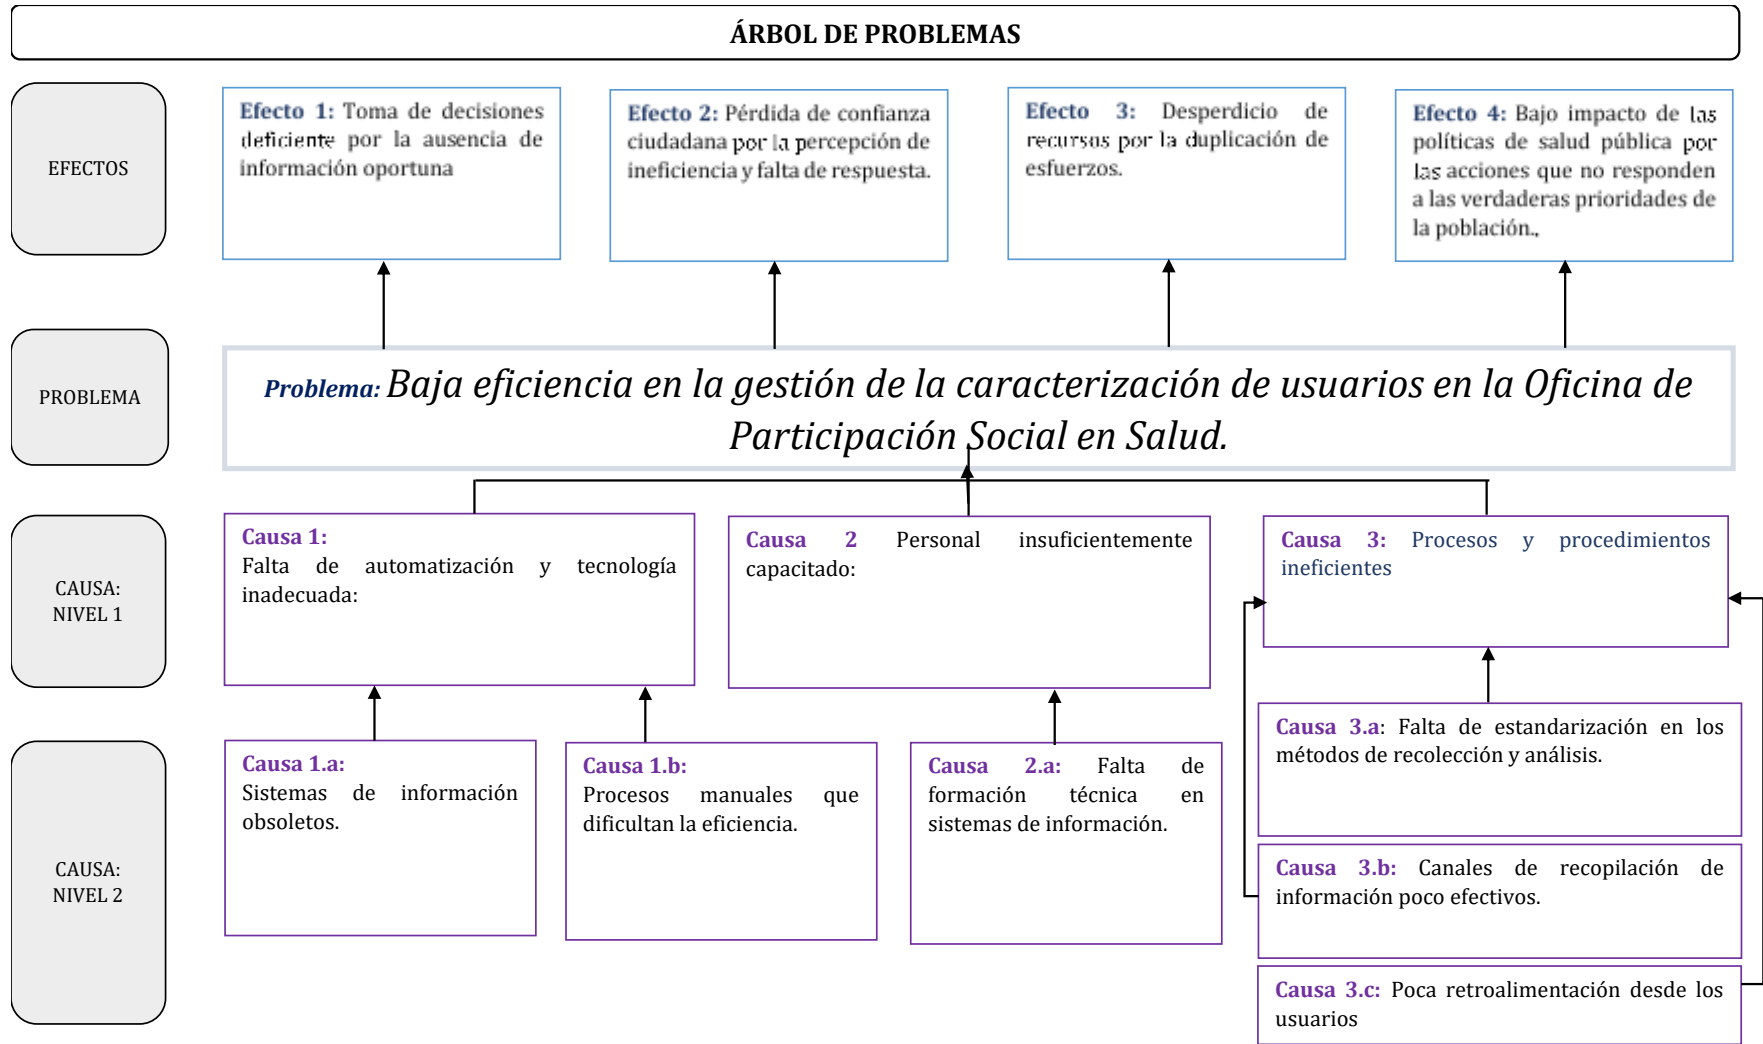 ÁRBOL DE PROBLEMAS
EFECTOS
Efecto 1: Toma de decisiones
deficiente por la ausencia de
información oportuna
Efecto 2: Pérdida de confianza
ciudadana por la percepción de
ineficiencia y falta de respuesta.
Efecto 3: Desperdicio de
recursos por la duplicación de
esfuerzos.
Efecto 4: Bajo impacto de las
políticas de salud pública por
las acciones que no responden
a las verdaderas prioridades de
la población..
PROBLEMA
Problema: Baja eficiencia en la gestión de la caracterización de usuarios en la Oficina de
Participación Social en Salud.
CAUSA:
NIVEL 1
Causa 1:
Falta de automatización y tecnología
inadecuada:
Causa 2 Personal insuficientemente
capacitado:
Causa 3: Procesos y procedimientos
ineficientes
CAUSA:
NIVEL 2
Causa 1.a:
Sistemas de información
obsoletos.
Causa 1.b:
Procesos manuales que
dificultan la eficiencia.
Causa 2.a: Falta de
formación técnica en
sistemas de información.
Causa 3.a: Falta de estandarización en los
métodos de recolección y análisis.
Causa 3.b: Canales de recopilación de
información poco efectivos.
Causa 3.c: Poca retroalimentación desde los
usuarios